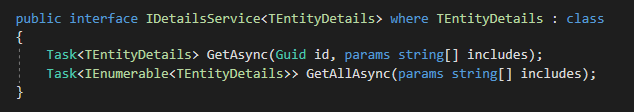 public interface IDetailsService<TEntityDetails> where TEntityDetails : class
{
    Task<TEntityDetails> GetAsync(Guid id, params string[] includes);
    Task<IEnumerable<TEntityDetails>> GetAllAsync(params string[] includes);
}